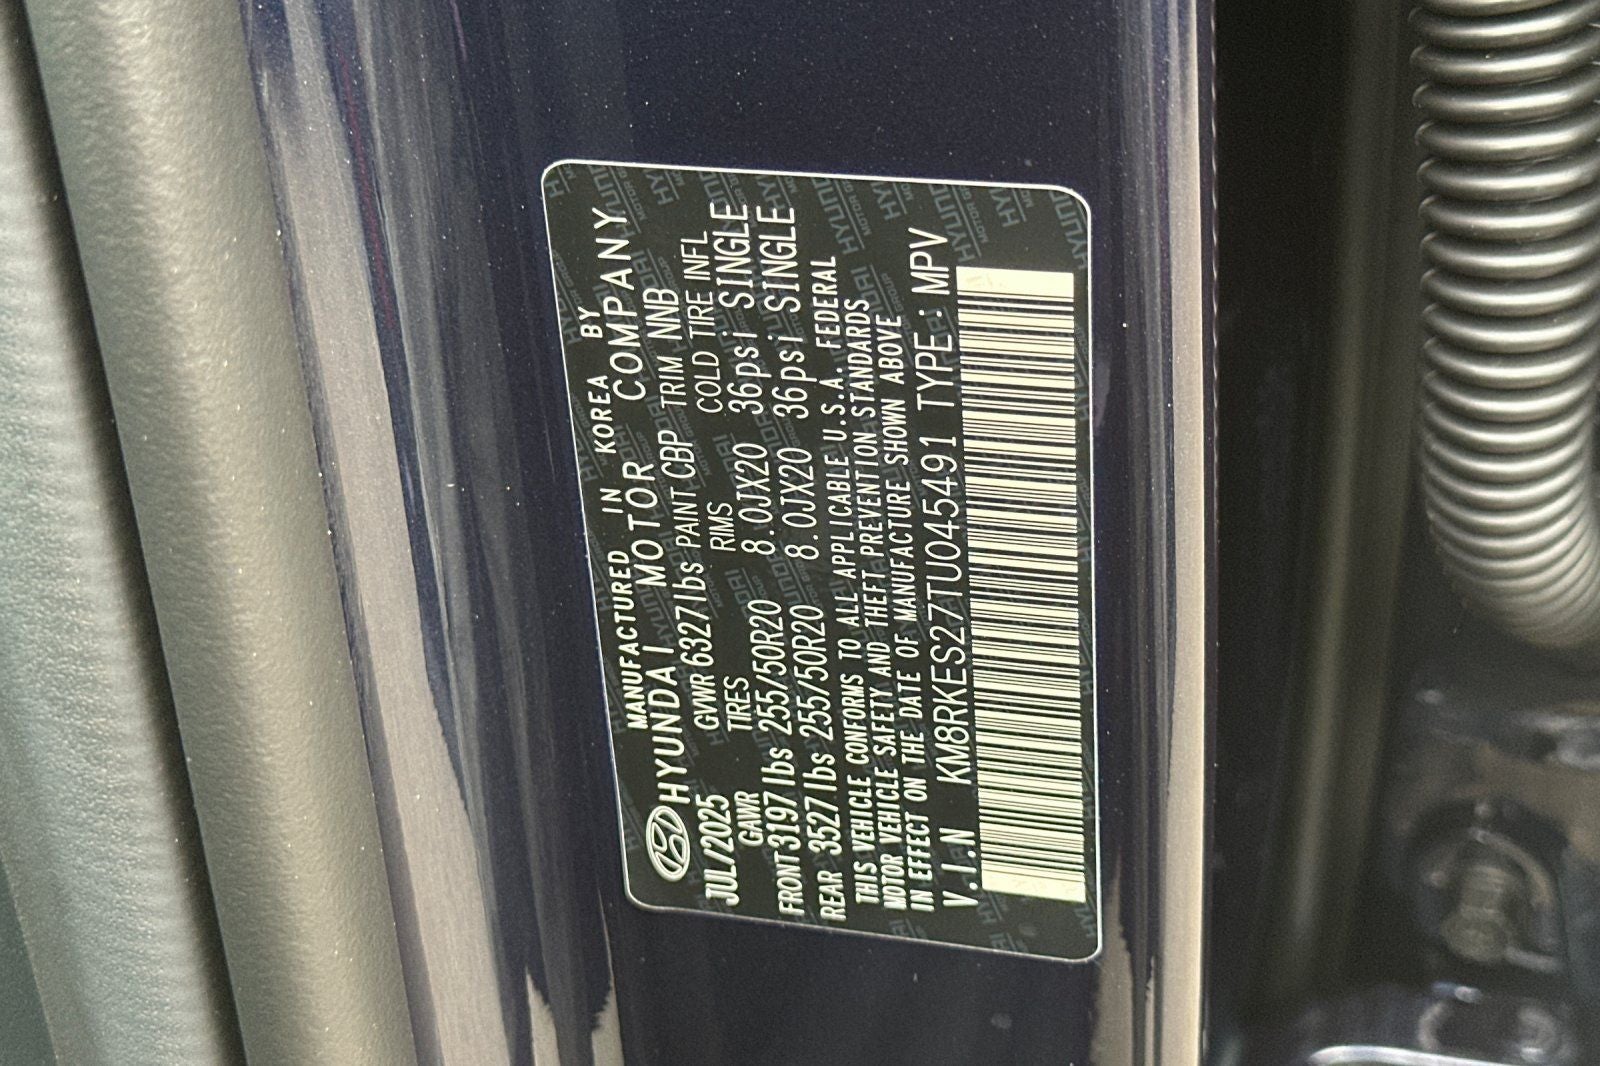 MANUFACTURED IN KOREA BY
HYUNDAI MOTOR COMPANY
JUL/2025 GVWR 6327lbs PAINT CBP TRIM NNB
GAWR TIRES RIMS COLD TIRE INFL
FRONT 3197lbs 255/50R20 8.0JX20 36psi SINGLE
REAR 3527lbs 255/50R20 8.0JX20 36psi SINGLE
THIS VEHICLE CONFORMS TO ALL APPLICABLE U.S.A. FEDERAL
MOTOR VEHICLE SAFETY AND THEFT PREVENTION STANDARDS
IN EFFECT ON THE DATE OF MANUFACTURE SHOWN ABOVE
V.I.N KM8RKES27TU045491 TYPE: MPV